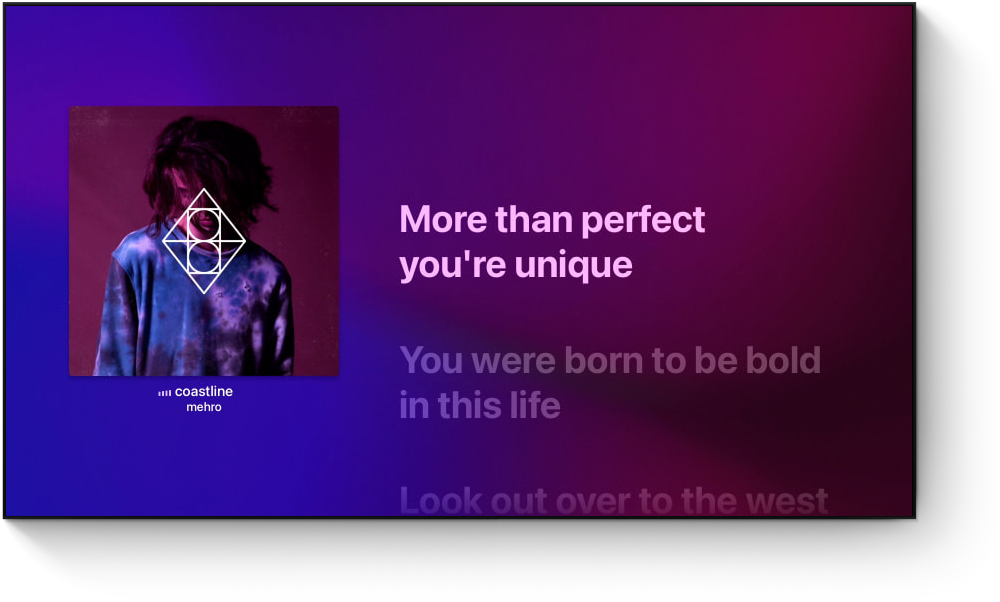 coastline
mehro
More than perfect
you're unique
You were born to be bold
in this life
Look out over to the west